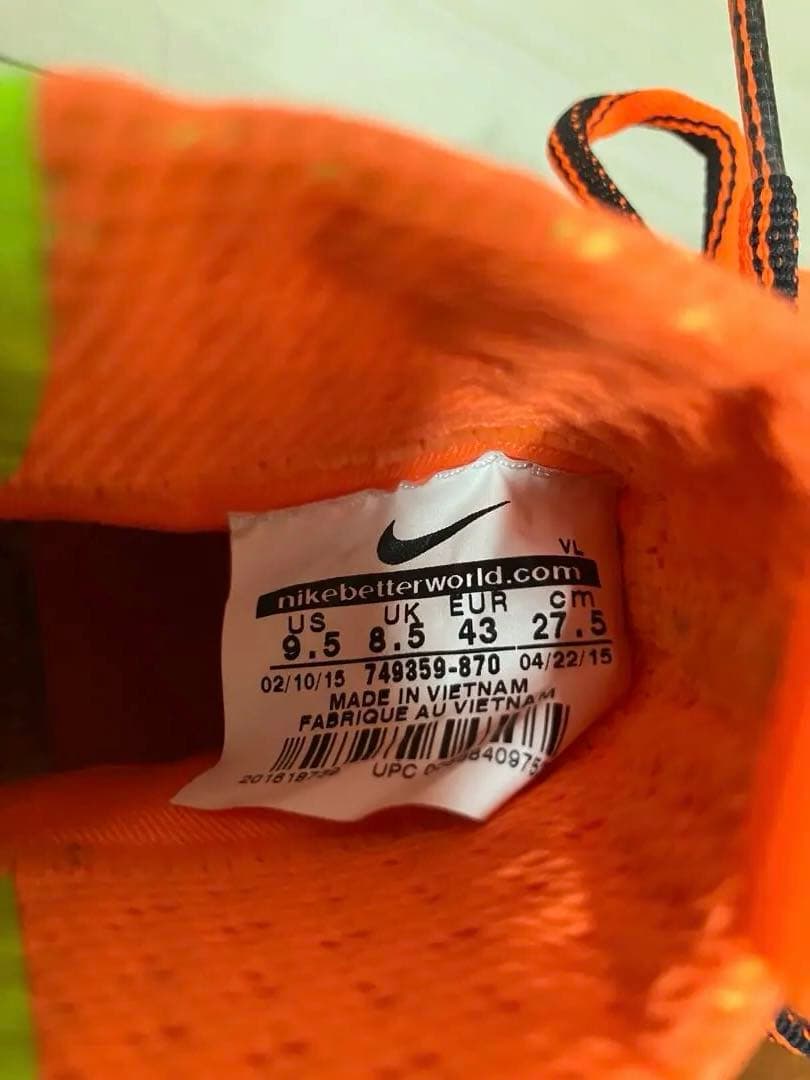 VL
nikebetterworld.com
US UK EUR cm
9.5 8.5 43 27.5
02/10/15 749359-870 04/22/15
MADE IN VIETNAM
FABRIQUE AU VIETNAM
UPC